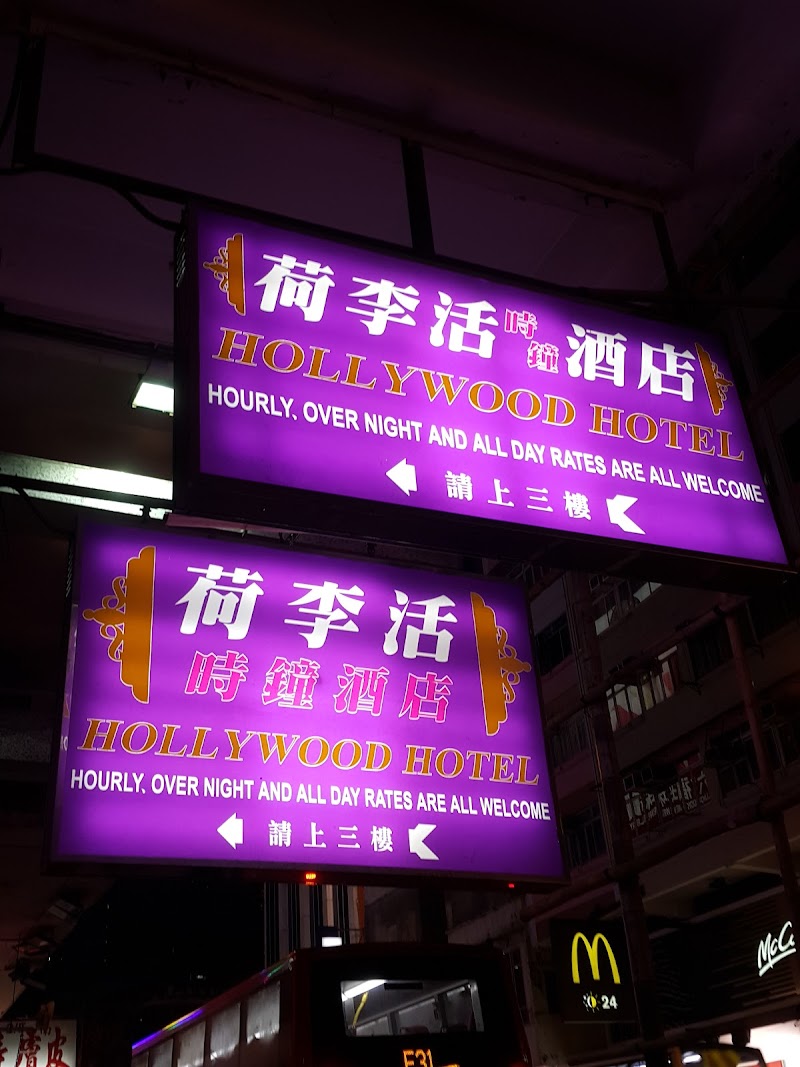 荷李活時鐘酒店
HOLLYWOOD HOTEL
HOURLY, OVER NIGHT AND ALL DAY RATES ARE ALL WELCOME
請上三樓
荷李活
時鐘酒店
HOLLYWOOD HOTEL
HOURLY, OVER NIGHT AND ALL DAY RATES ARE ALL WELCOME
請上三樓
24
McC
E31
膚皮